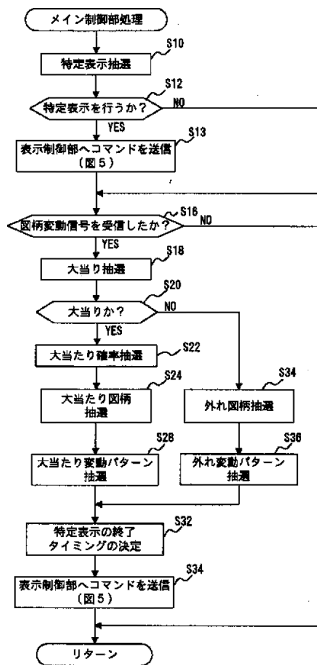 メイン制御部処理
S10
特定表示抽選
S12
特定表示を行うか?
NO
YES
S13
表示制御部へコマンドを送信
(図5)
S16
図柄変動信号を受信したか?
NO
YES
S18
大当り抽選
S20
大当りか?
NO
YES
S22
大当たり確率抽選
S24
大当たり図柄
抽選
S34
外れ図柄抽選
S28
大当たり変動パターン
抽選
S36
外れ変動パターン
抽選
S32
特定表示の終了
タイミングの決定
S34
表示制御部へコマンドを送信
(図5)
リターン